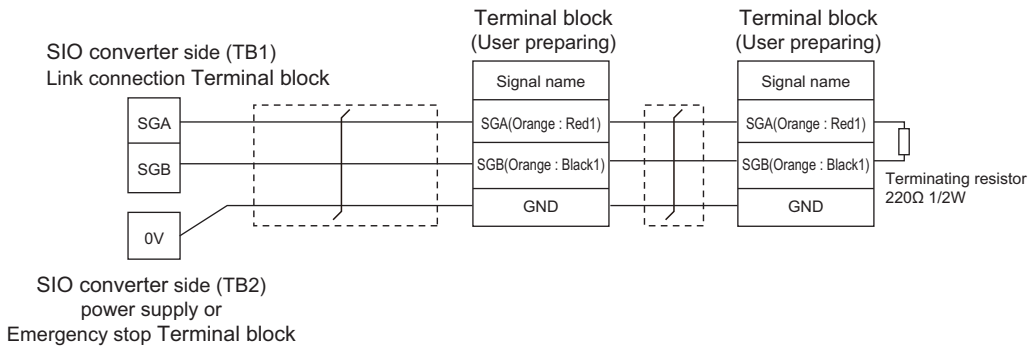 Terminal block
(User preparing)
Terminal block
(User preparing)
SIO converter side (TB1)
Link connection Terminal block
Signal name
Signal name
SGA
SGA(Orange : Red1)
SGA(Orange : Red1)
SGB
SGB(Orange : Black1)
SGB(Orange : Black1)
Terminating resistor
220Ω 1/2W
GND
GND
0V
SIO converter side (TB2)
power supply or
Emergency stop Terminal block